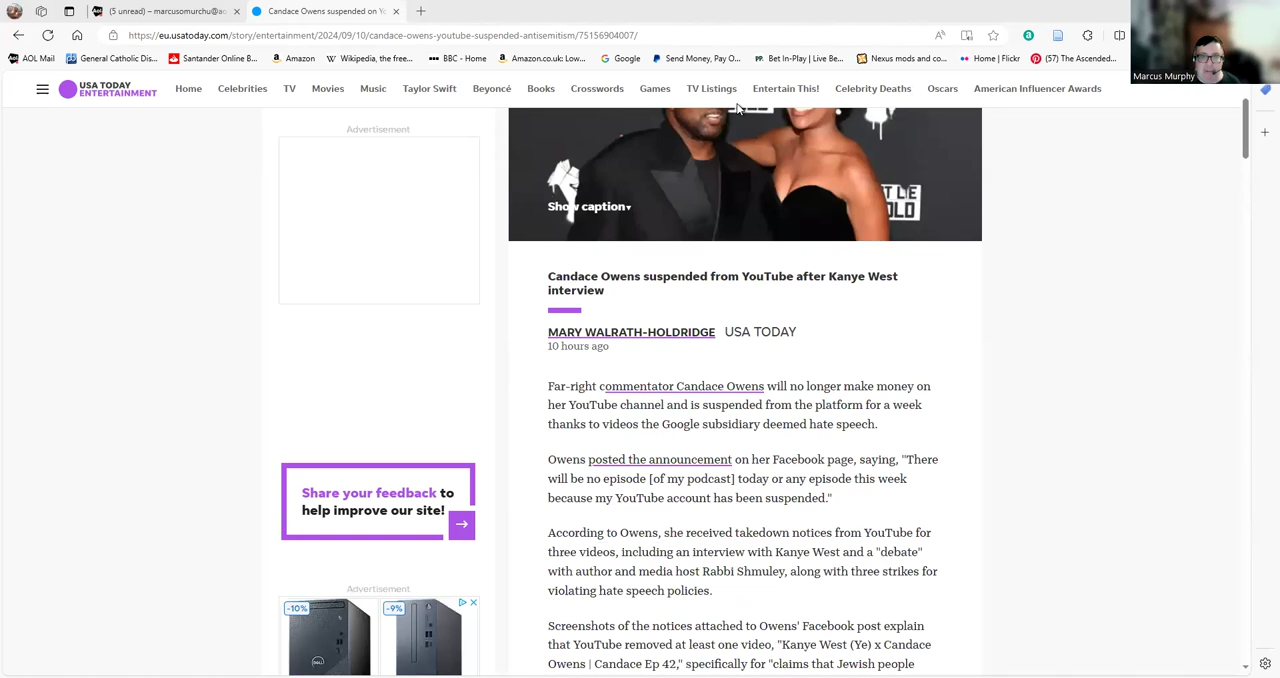 (5 unread) – marcusomurchu@ao
Candace Owens suspended on Yo
https://eu.usatoday.com/story/entertainment/2024/09/10/candace-owens-youtube-suspended-antisemitism/75156904007/
AOL Mail
General Catholic Dis...
Santander Online B...
Amazon
Wikipedia, the free...
BBC - Home
Amazon.co.uk: Low...
Google
Send Money, Pay O...
Bet In-Play | Live Be...
Nexus mods and co...
Home | Flickr
(17) The Ascended...
Marcus Murphy
USA TODAY
ENTERTAINMENT
Home Celebrities TV Movies Music Taylor Swift Beyoncé Books Crosswords Games TV Listings Entertain This! Celebrity Deaths Oscars American Influencer Awards
Advertisement
Show caption
Candace Owens suspended from YouTube after Kanye West
interview
MARY WALRATH-HOLDRIDGE USA TODAY
10 hours ago
Far-right commentator Candace Owens will no longer make money on
her YouTube channel and is suspended from the platform for a week
thanks to videos the Google subsidiary deemed hate speech.
Owens posted the announcement on her Facebook page, saying, "There
will be no episode [of my podcast] today or any episode this week
because my YouTube account has been suspended."
According to Owens, she received takedown notices from YouTube for
three videos, including an interview with Kanye West and a "debate"
with author and media host Rabbi Shmuley, along with three strikes for
violating hate speech policies.
Screenshots of the notices attached to Owens' Facebook post explain
that YouTube removed at least one video, "Kanye West (Ye) x Candace
Owens | Candace Ep 42," specifically for "claims that Jewish people
Share your feedback to
help improve our site!
Advertisement
-10%
-9%
DELL